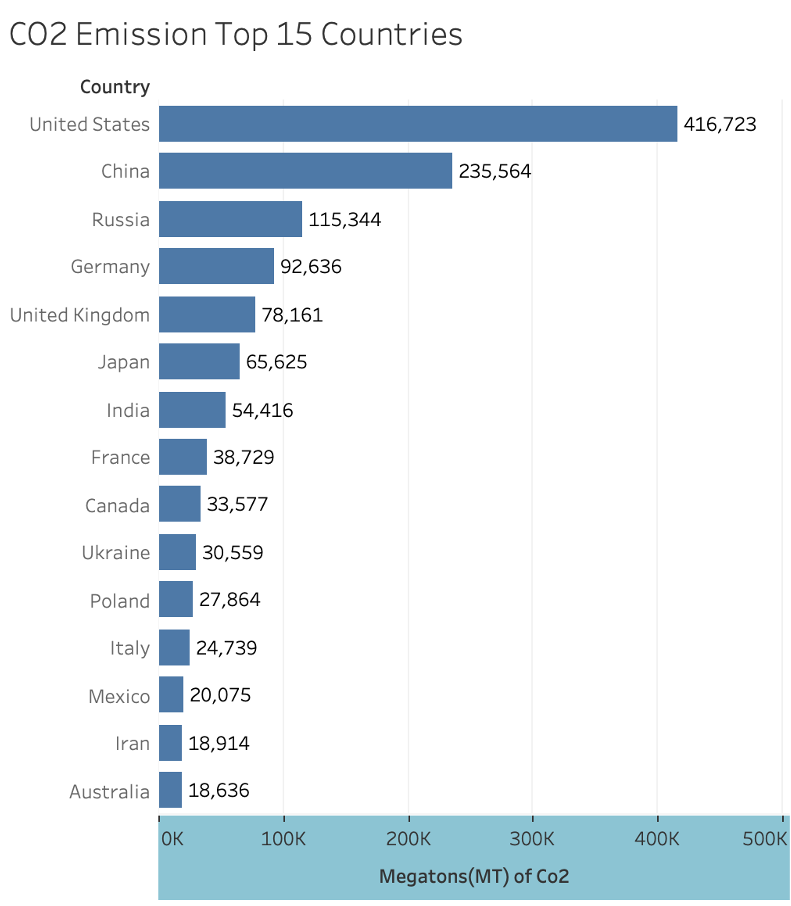 CO2 Emission Top 15 Countries
Country
United States 416,723
China 235,564
Russia 115,344
Germany 92,636
United Kingdom 78,161
Japan 65,625
India 54,416
France 38,729
Canada 33,577
Ukraine 30,559
Poland 27,864
Italy 24,739
Mexico 20,075
Iran 18,914
Australia 18,636
0K 100K 200K 300K 400K 500K
Megatons(MT) of Co2